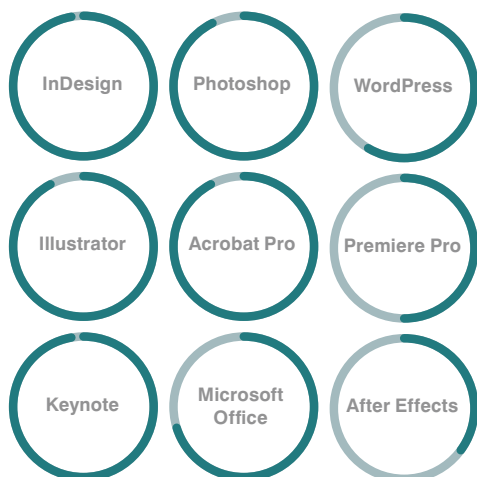 InDesign
Photoshop
WordPress
Illustrator
Acrobat Pro
Premiere Pro
Keynote
Microsoft
Office
After Effects